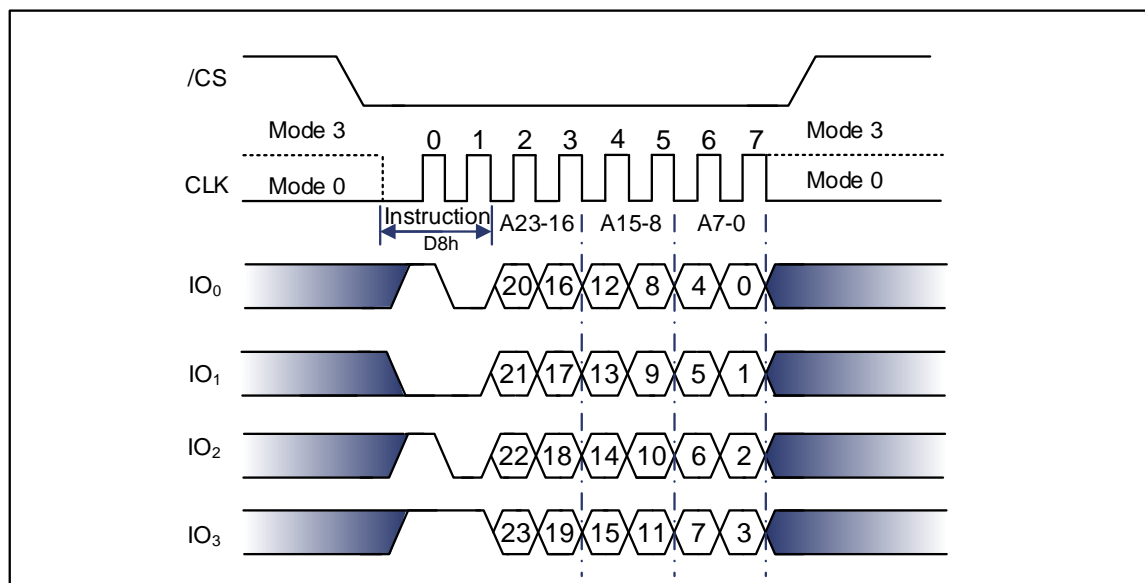 /CS
Mode 3 0 1 2 3 4 5 6 7 Mode 3
CLK Mode 0 Mode 0
Instruction A23-16 A15-8 A7-0
D8h
IO₀ 20 16 12 8 4 0
IO₁ 21 17 13 9 5 1
IO₂ 22 18 14 10 6 2
IO₃ 23 19 15 11 7 3